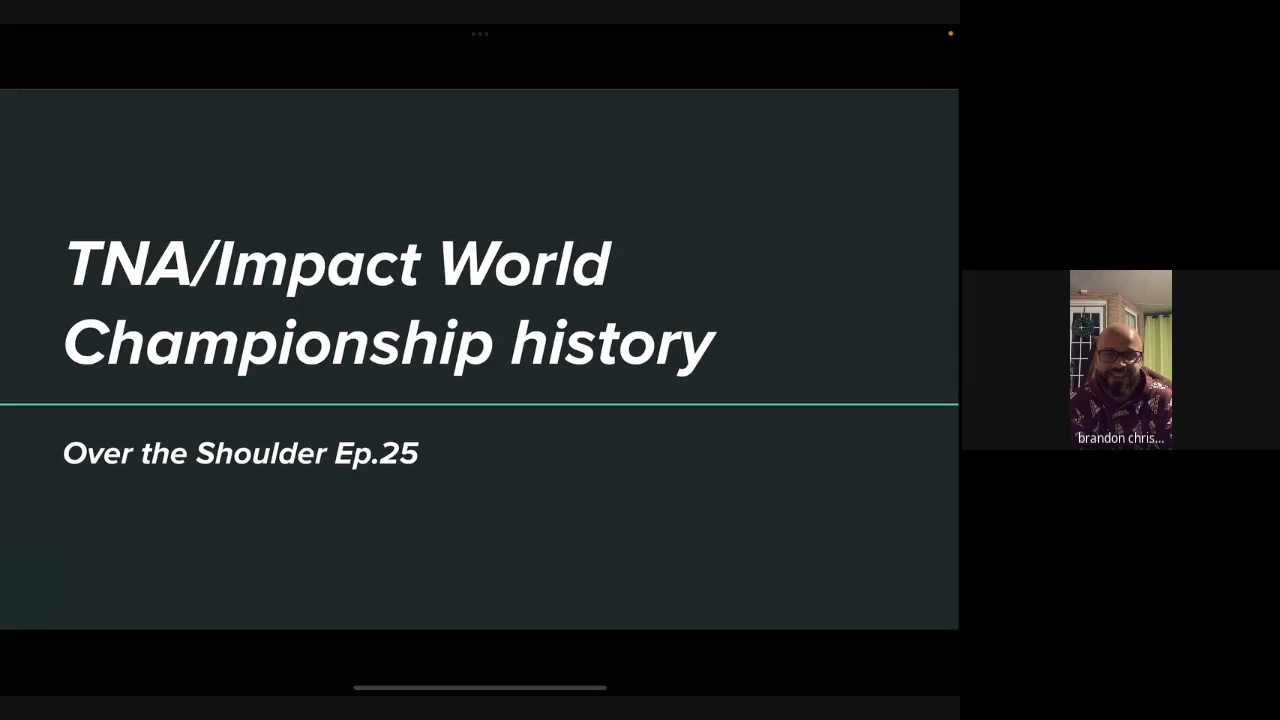 TNA/Impact World
Championship history
Over the Shoulder Ep.25
brandon chris...